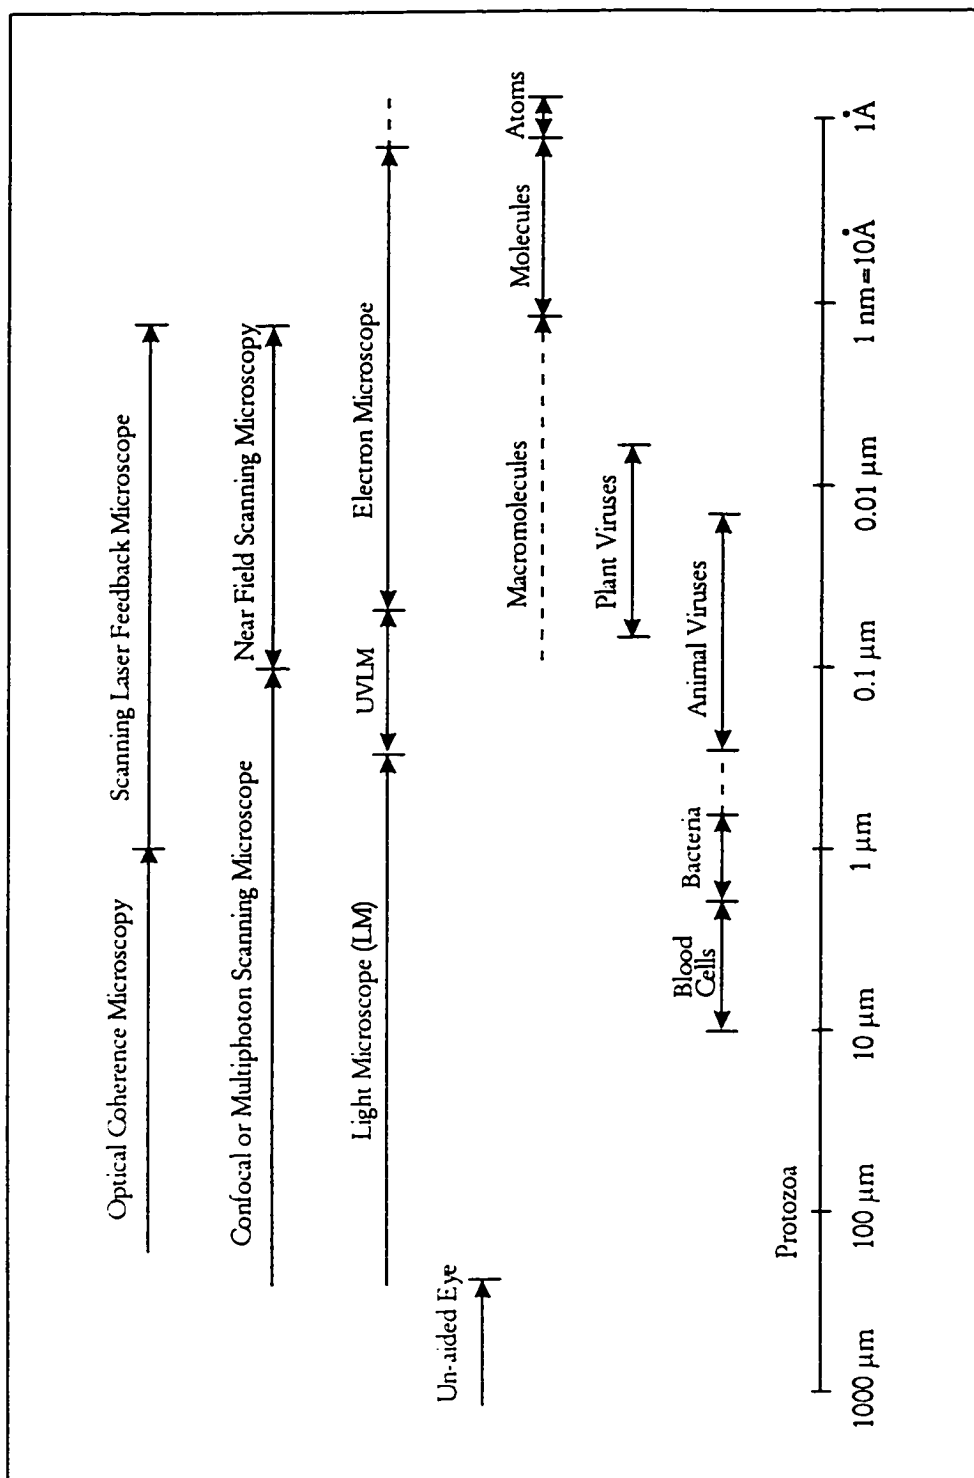 Optical Coherence Microscopy
Scanning Laser Feedback Microscope
Confocal or Multiphoton Scanning Microscope
Near Field Scanning Microscopy
Light Microscope (LM)
UVLM
Electron Microscope
Un-aided Eye
Macromolecules
Molecules
Atoms
Plant Viruses
Blood
Cells
Bacteria
Animal Viruses
Protozoa
1000 µm
100 µm
10 µm
1 µm
0.1 µm
0.01 µm
1 nm=10Å
1Å